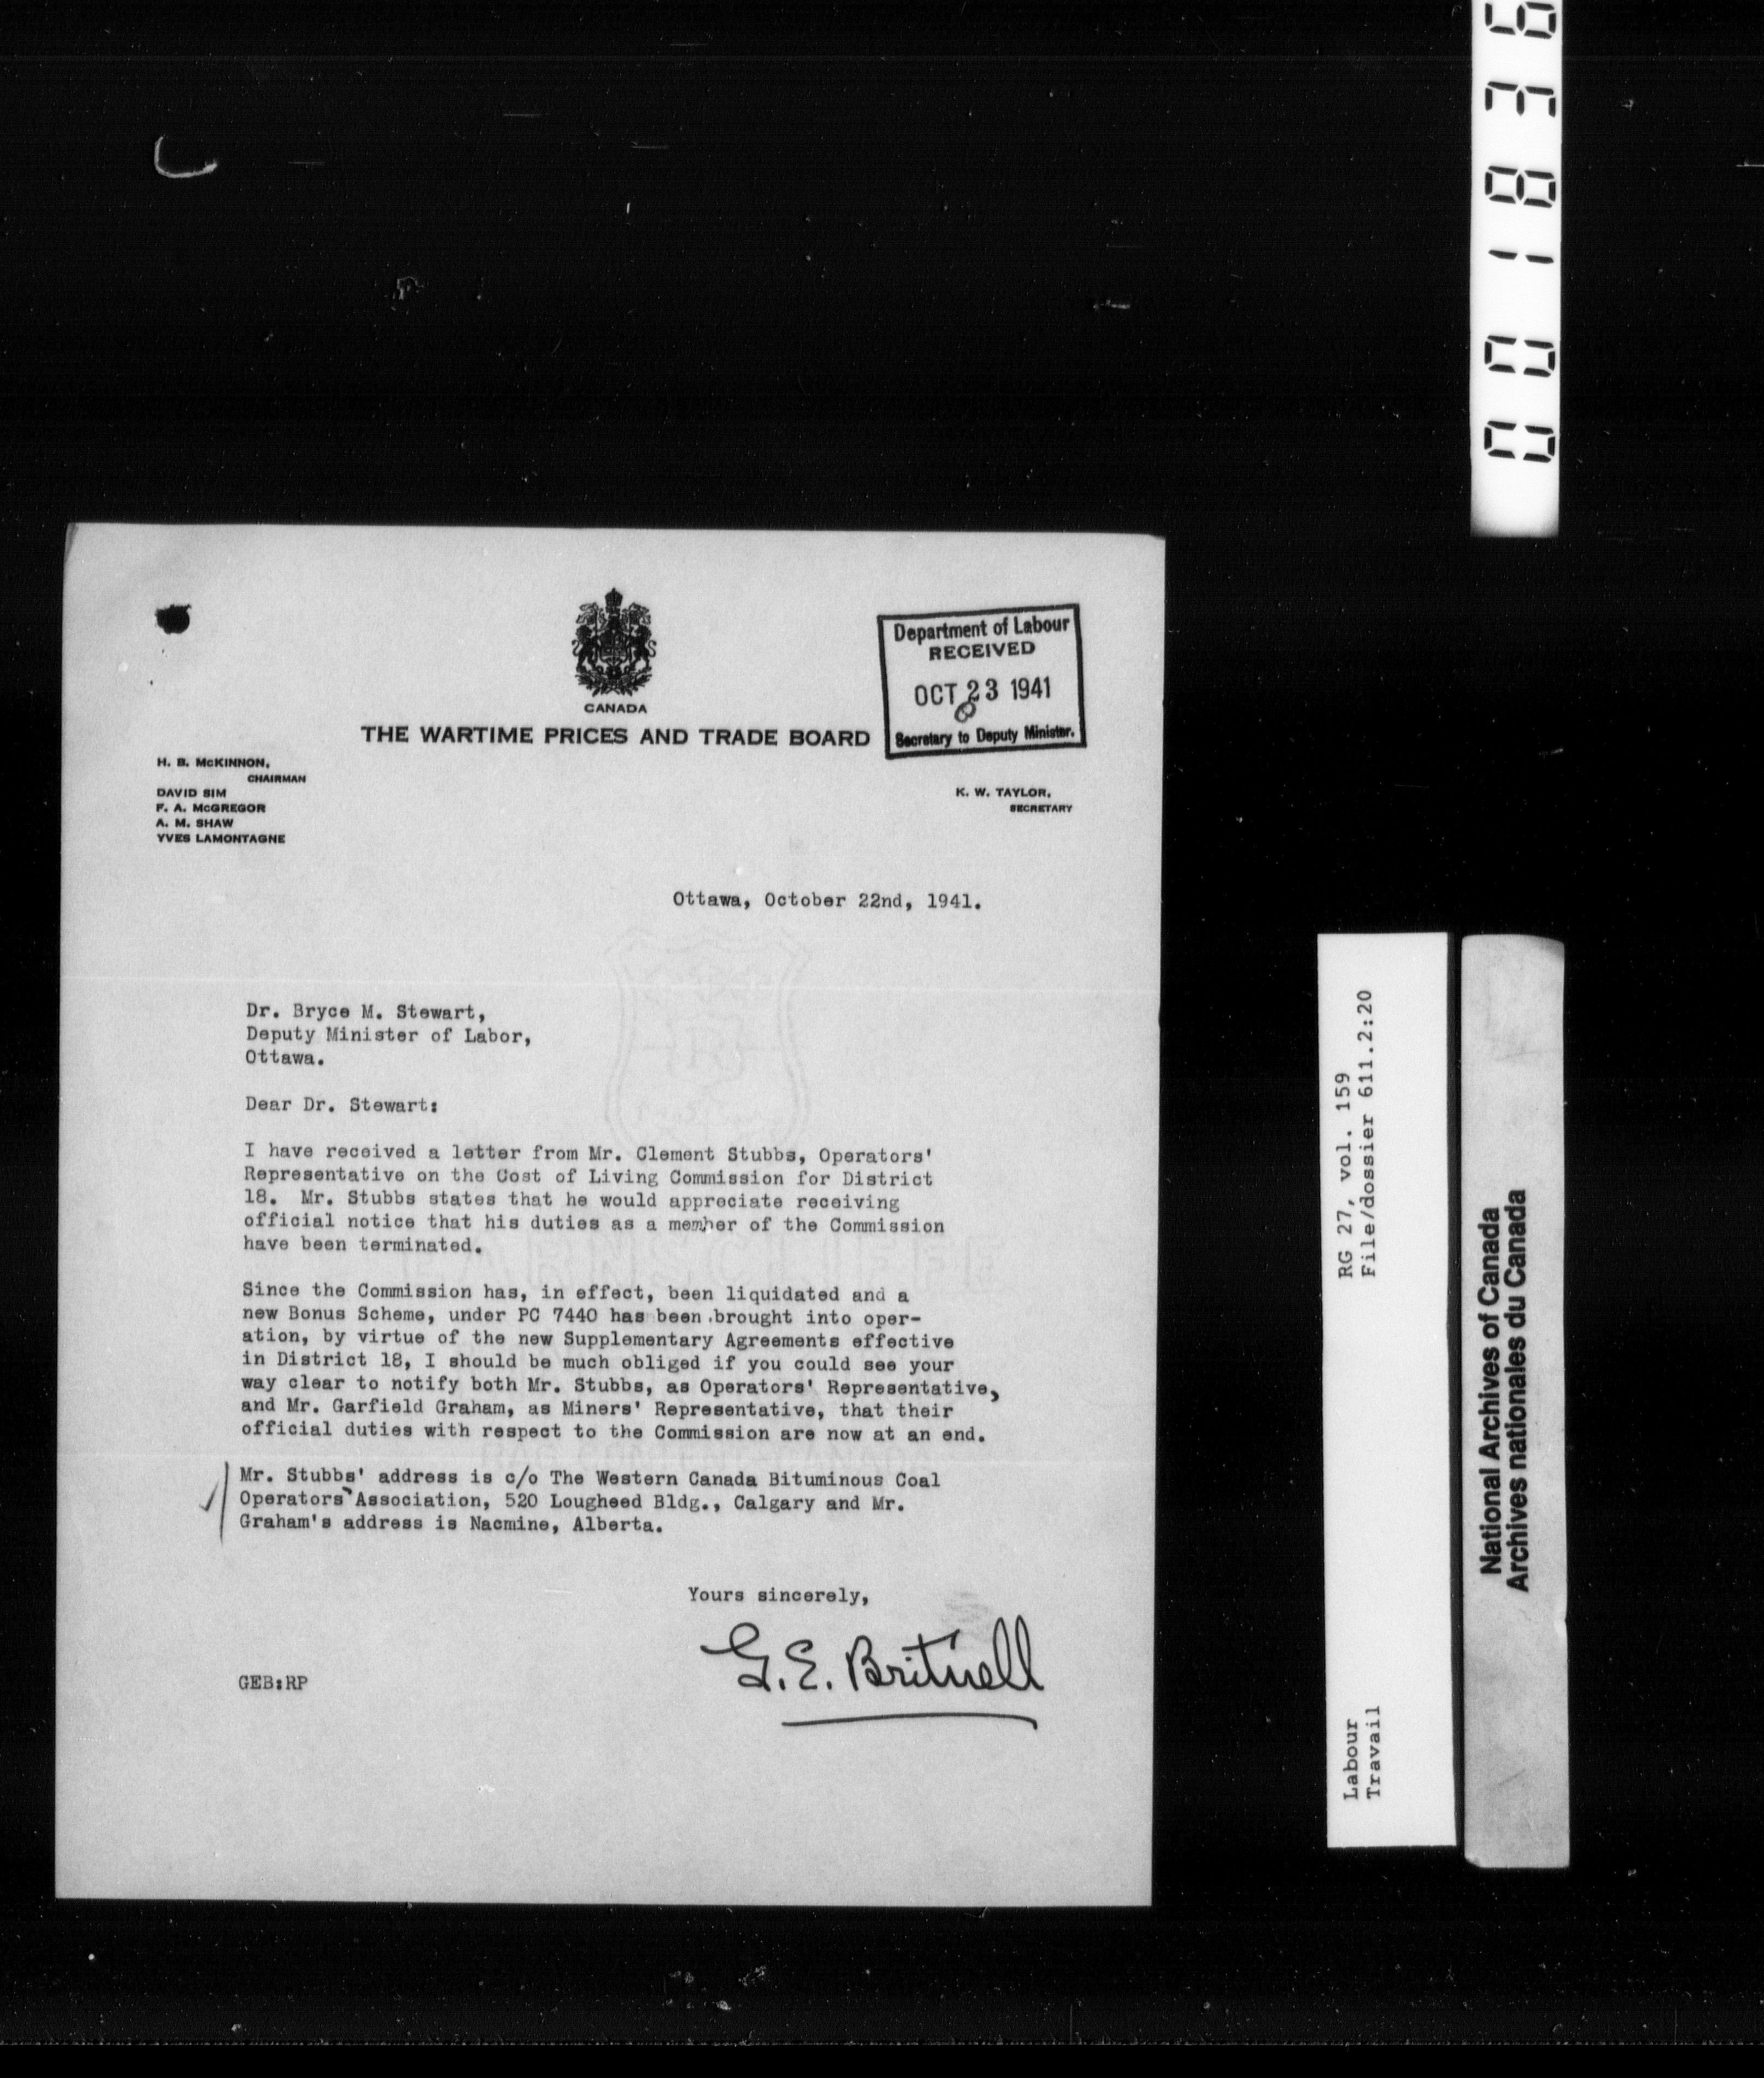 CANADA
THE WARTIME PRICES AND TRADE BOARD
Department of Labour
RECEIVED
OCT 23 1941
Secretary to Deputy Minister.
H. B. McKINNON,
CHAIRMAN
DAVID SIM
F. A. McGREGOR
A. M. SHAW
YVES LAMONTAGNE
K. W. TAYLOR,
SECRETARY
Ottawa, October 22nd, 1941.
Dr. Bryce M. Stewart,
Deputy Minister of Labor,
Ottawa.
Dear Dr. Stewart:
I have received a letter from Mr. Clement Stubbs, Operators'
Representative on the Cost of Living Commission for District
18. Mr. Stubbs states that he would appreciate receiving
official notice that his duties as a member of the Commission
have been terminated.
Since the Commission has, in effect, been liquidated and a
new Bonus Scheme, under PC 7440 has been brought into oper-
ation, by virtue of the new Supplementary Agreements effective
in District 18, I should be much obliged if you could see your
way clear to notify both Mr. Stubbs, as Operators' Representative,
and Mr. Garfield Graham, as Miners' Representative, that their
official duties with respect to the Commission are now at an end.
Mr. Stubbs' address is c/o The Western Canada Bituminous Coal
Operators' Association, 520 Lougheed Bldg., Calgary and Mr.
Graham's address is Nacmine, Alberta.
Yours sincerely,
G. E. Britnell
GEB:RP
001836
RG 27, vol. 159
File/dossier 611.2:20
Labour
Travail
National Archives of Canada
Archives nationales du Canada